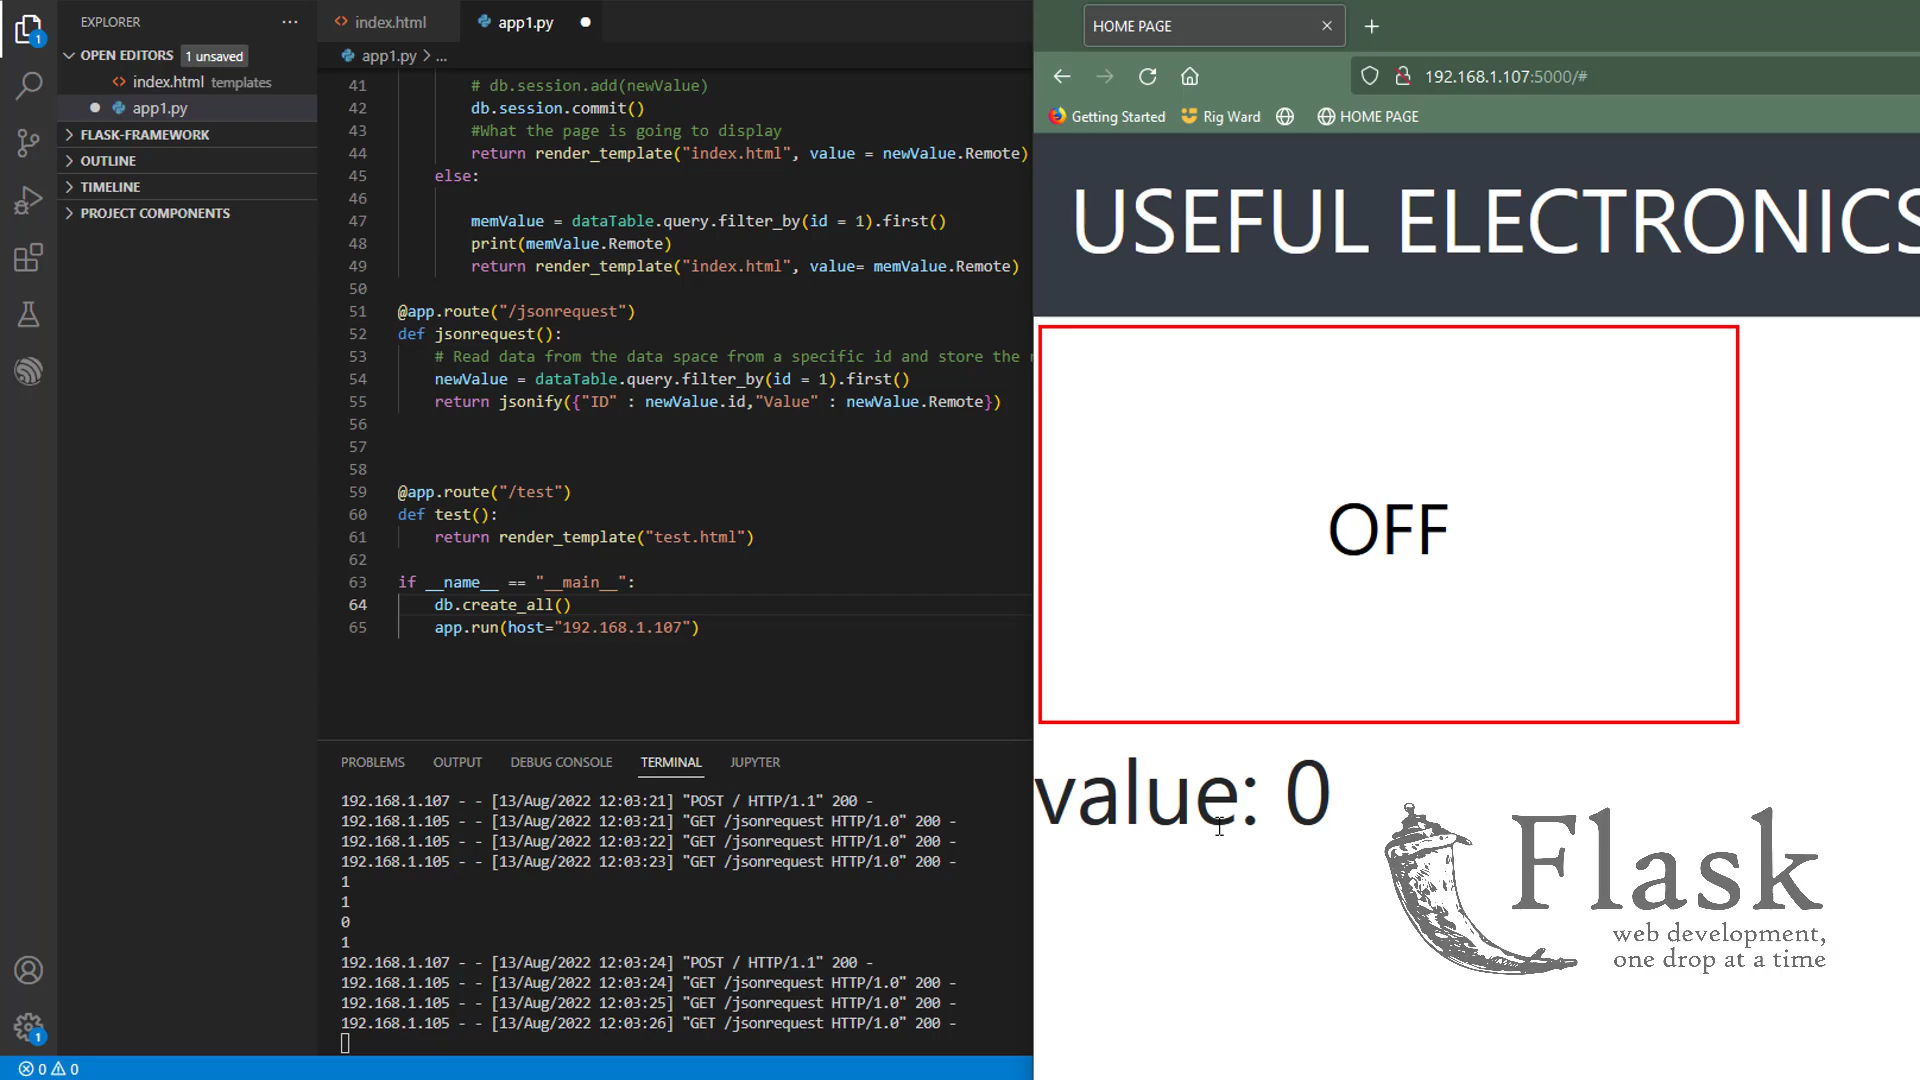 EXPLORER
OPEN EDITORS 1 unsaved
index.html templates
app1.py
FLASK-FRAMEWORK
OUTLINE
TIMELINE
PROJECT COMPONENTS
1
1
0 0
index.html
app1.py
app1.py > ...
41 # db.session.add(newValue)
42 db.session.commit()
43 #What the page is going to display
44 return render_template("index.html", value = newValue.Remote)
45 else:
46
47 memValue = dataTable.query.filter_by(id = 1).first()
48 print(memValue.Remote)
49 return render_template("index.html", value= memValue.Remote)
50
51 @app.route("/jsonrequest")
52 def jsonrequest():
53 # Read data from the data space from a specific id and store the
54 newValue = dataTable.query.filter_by(id = 1).first()
55 return jsonify({"ID" : newValue.id,"Value" : newValue.Remote})
56
57
58
59 @app.route("/test")
60 def test():
61 return render_template("test.html")
62
63 if __name__ == "__main__":
64 db.create_all()
65 app.run(host="192.168.1.107")
PROBLEMS OUTPUT DEBUG CONSOLE TERMINAL JUPYTER
192.168.1.107 - - [13/Aug/2022 12:03:21] "POST / HTTP/1.1" 200 -
192.168.1.105 - - [13/Aug/2022 12:03:21] "GET /jsonrequest HTTP/1.0" 200 -
192.168.1.105 - - [13/Aug/2022 12:03:22] "GET /jsonrequest HTTP/1.0" 200 -
192.168.1.105 - - [13/Aug/2022 12:03:23] "GET /jsonrequest HTTP/1.0" 200 -
1
1
0
1
192.168.1.107 - - [13/Aug/2022 12:03:24] "POST / HTTP/1.1" 200 -
192.168.1.105 - - [13/Aug/2022 12:03:24] "GET /jsonrequest HTTP/1.0" 200 -
192.168.1.105 - - [13/Aug/2022 12:03:25] "GET /jsonrequest HTTP/1.0" 200 -
192.168.1.105 - - [13/Aug/2022 12:03:26] "GET /jsonrequest HTTP/1.0" 200 -
HOME PAGE
192.168.1.107:5000/#
Getting Started Rig Ward HOME PAGE
USEFUL ELECTRONICS
OFF
value: 0
Flask
web development,
one drop at a time